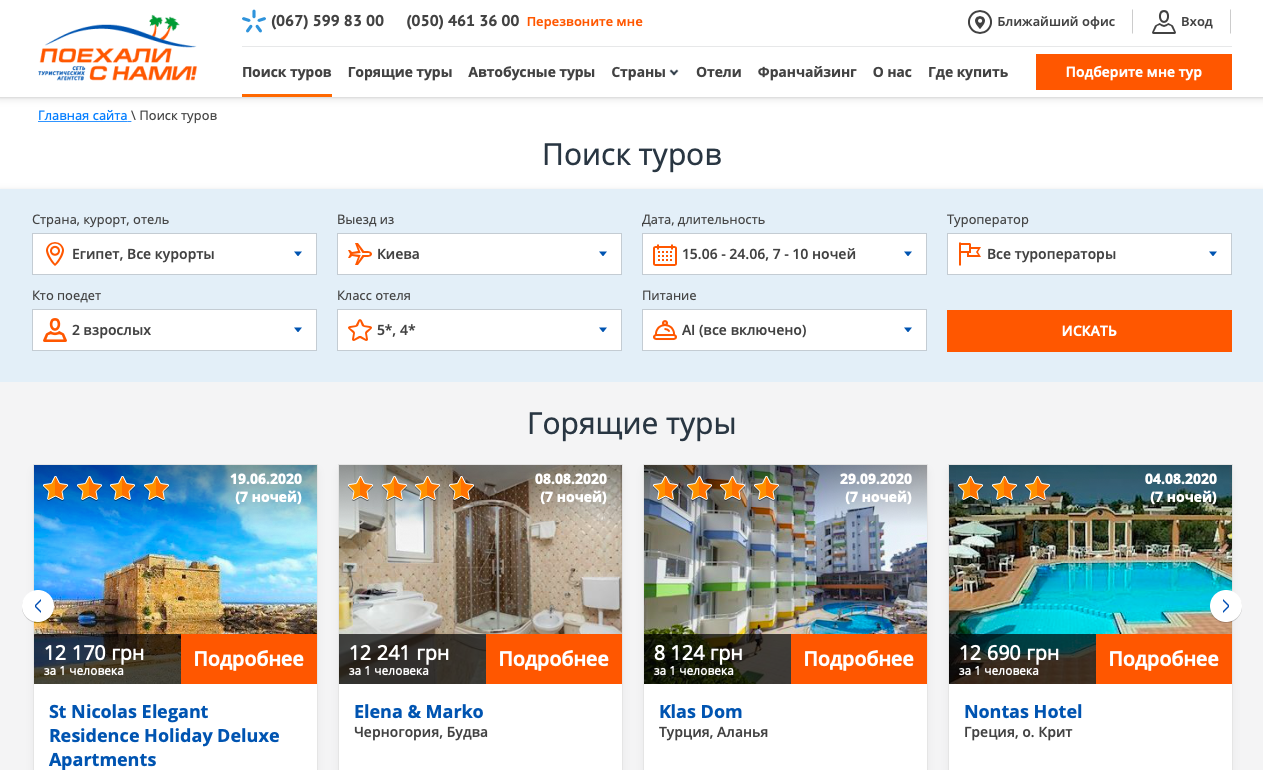 ПОЕХАЛИ
СЕТЬ
ТУРИСТИЧЕСКИХ
АГЕНТСТВ
С НАМИ!
(067) 599 83 00 (050) 461 36 00 Перезвоните мне
Ближайший офис Вход
Поиск туров Горящие туры Автобусные туры Страны Отели Франчайзинг О нас Где купить Подберите мне тур
Главная сайта \ Поиск туров
Поиск туров
Страна, курорт, отель Выезд из Дата, длительность Туроператор
Египет, Все курорты Киева 15.06 - 24.06, 7 - 10 ночей Все туроператоры
Кто поедет Класс отеля Питание
2 взрослых 5*, 4* AI (все включено) ИСКАТЬ
Горящие туры
19.06.2020
(7 ночей)
12 170 грн
за 1 человека
Подробнее
St Nicolas Elegant
Residence Holiday Deluxe
Apartments
08.08.2020
(7 ночей)
12 241 грн
за 1 человека
Подробнее
Elena & Marko
Черногория, Будва
29.09.2020
(7 ночей)
8 124 грн
за 1 человека
Подробнее
Klas Dom
Турция, Аланья
04.08.2020
(7 ночей)
12 690 грн
за 1 человека
Подробнее
Nontas Hotel
Греция, о. Крит